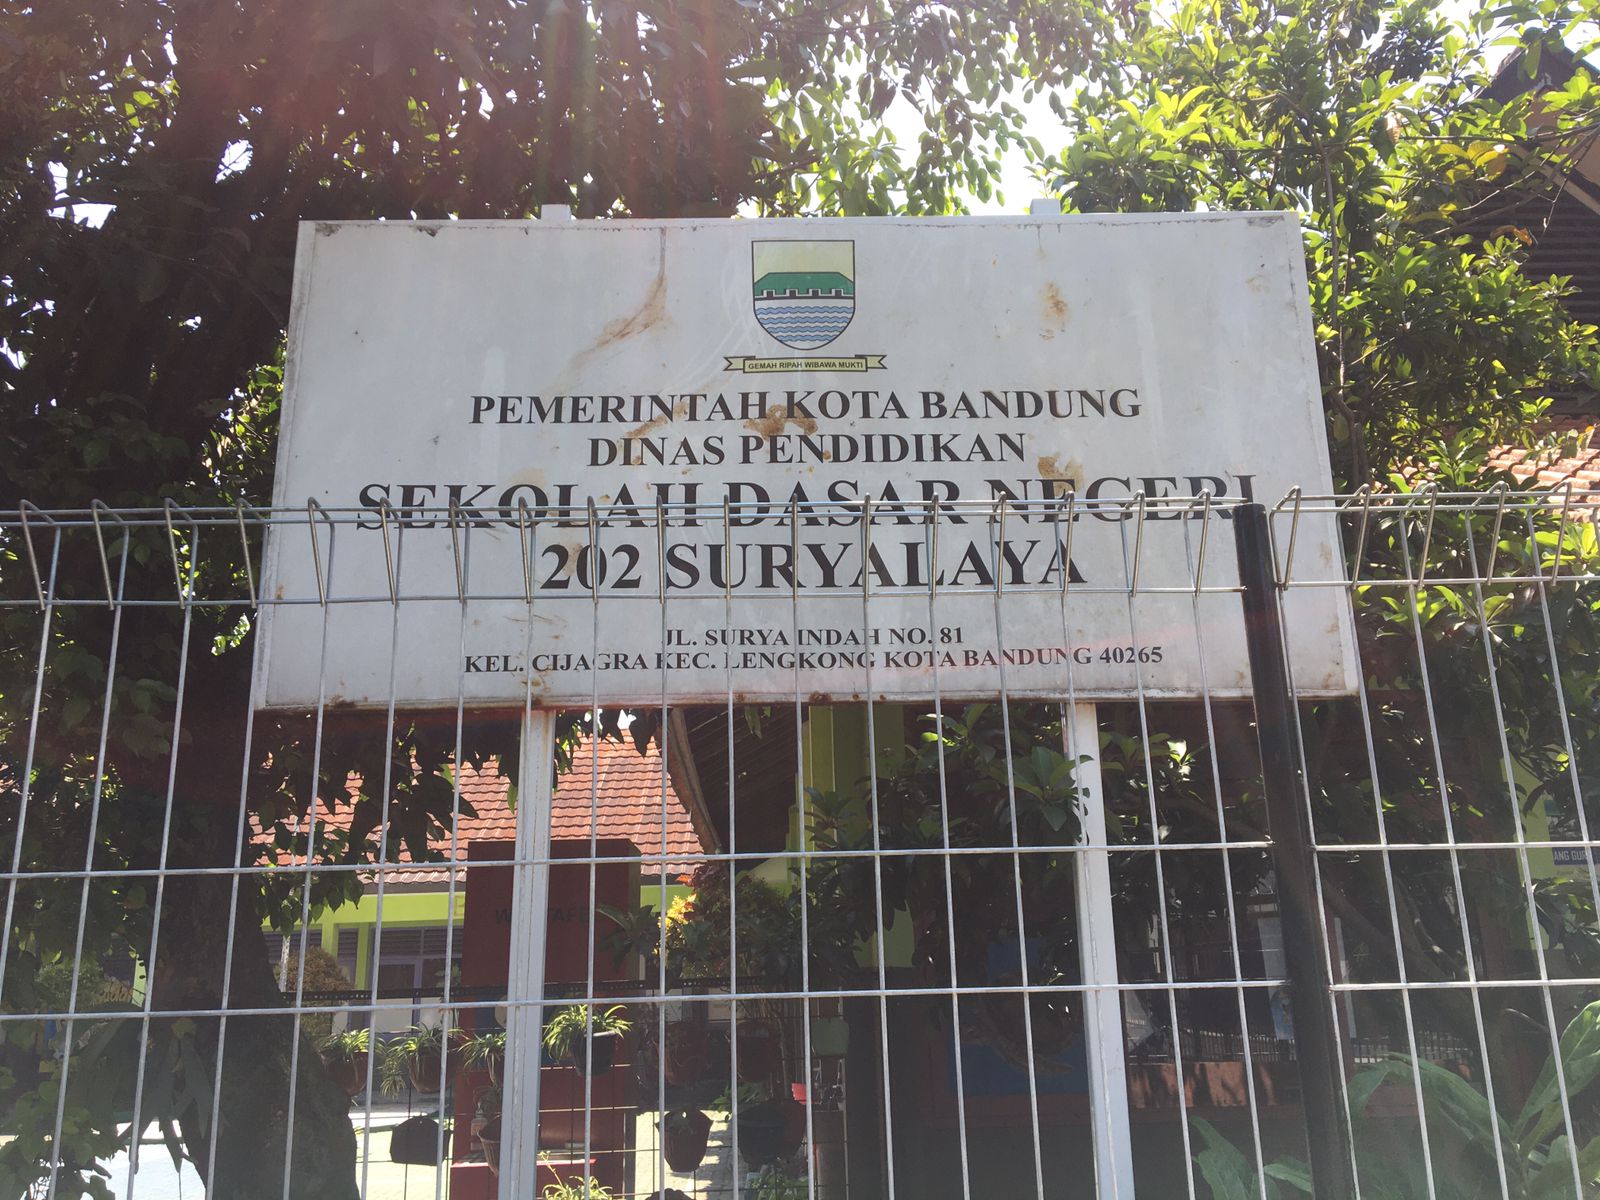 GEMAH RIPAH WIBAWA MUKTI
PEMERINTAH KOTA BANDUNG
DINAS PENDIDIKAN
SEKOLAH DASAR NEGERI
202 SURYALAYA
JL. SURYA INDAH NO. 81
KEL. CIJAGRA KEC. LENGKONG KOTA BANDUNG 40265